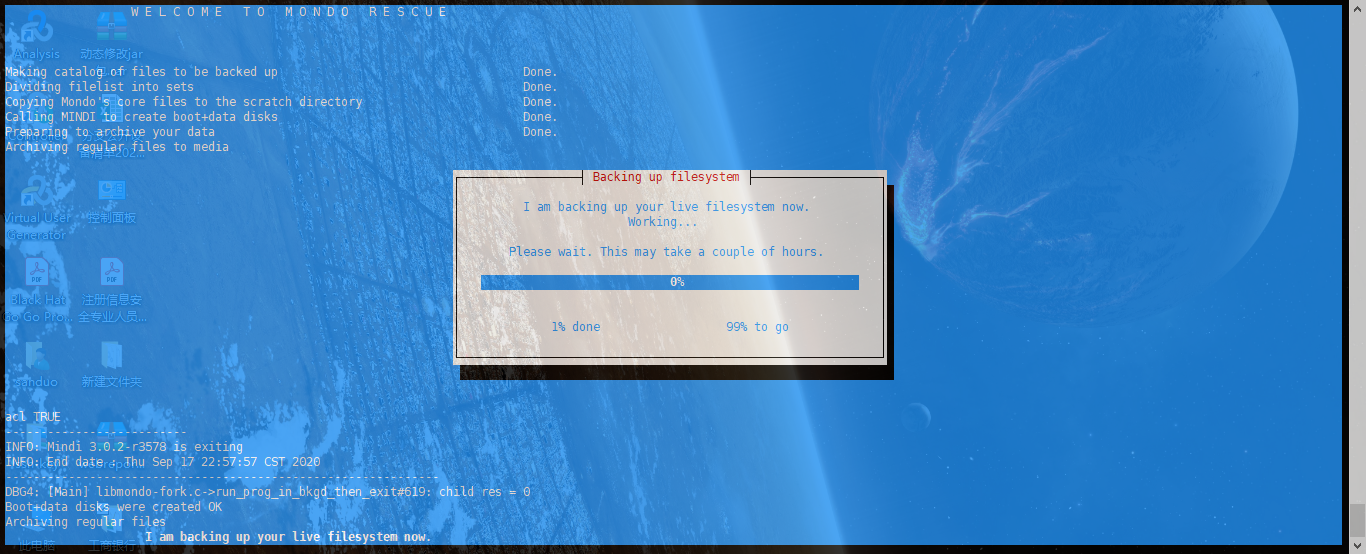 WELCOME TO MONDO RESCUE
Analysis
动态修改jar
Making catalog of files to be backed up Done.
Dividing filelist into sets Done.
Copying Mondo's core files to the scratch directory Done.
Calling MINDI to create boot+data disks Done.
Preparing to archive your data Done.
Archiving regular files to media
Backing up filesystem
I am backing up your live filesystem now.
Working...
Please wait. This may take a couple of hours.
0%
1% done 99% to go
Virtual User
Generator
控制面板
PDF
PDF
Black Hat
Go Pro...
注册信息安
全专业人员...
sanduo
新建文件夹
acl TRUE
--------------------------
INFO: Mindi 3.0.2-r3578 is exiting
INFO: End date : Thu Sep 17 22:57:57 CST 2020
DBG4: [Main] libmondo-fork.c->run_prog_in_bkgd_then_exit#619: child res = 0
Boot+data disks were created OK
Archiving regular files
I am backing up your live filesystem now.
此电脑
工商银行